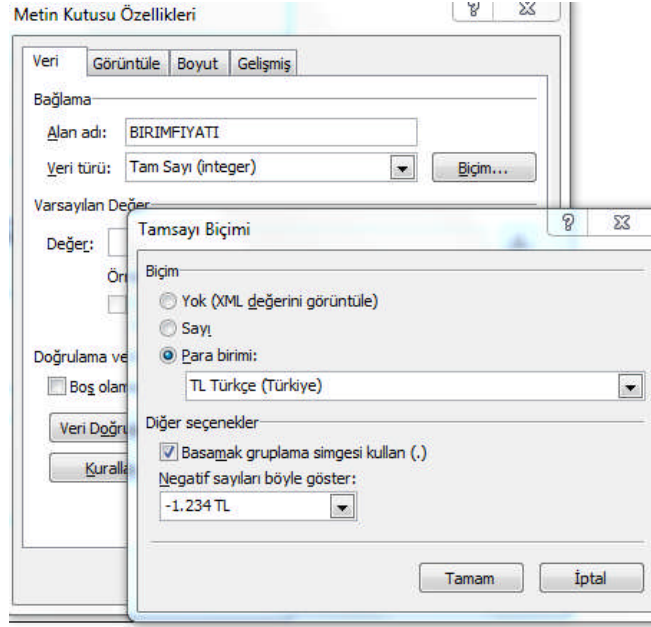 Metin Kutusu Özellikleri
Veri Görüntüle Boyut Gelişmiş
Bağlama
Alan adı: BIRIMFIYATI
Veri türü: Tam Sayı (integer) Biçim...
Varsayılan Değer
Değer:
Tamsayı Biçimi
Biçim
Yok (XML değerini görüntüle)
Sayı
Para birimi:
TL Türkçe (Türkiye)
Diğer seçenekler
Basamak gruplama simgesi kullan (.)
Negatif sayıları böyle göster:
-1.234 TL
Tamam İptal
Doğrulama ve
Boş olam
Veri Doğru
Kuralla